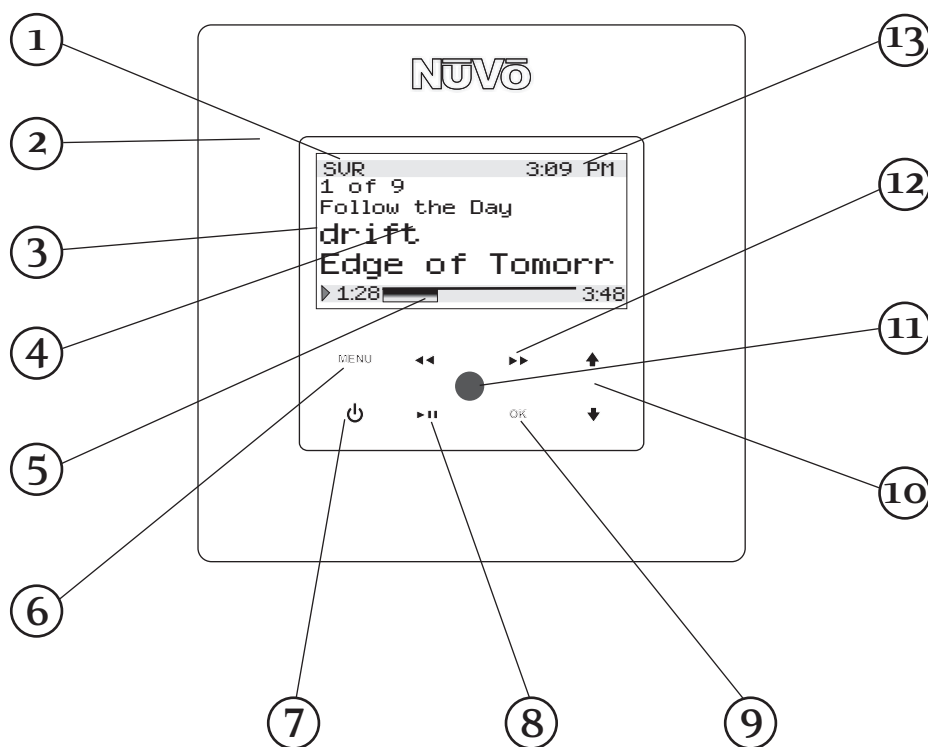 1
13
NŪVŌ
2
SVR 3:09 PM
12
1 of 9
Follow the Day
3
drift
Edge of Tomorr
1:28 3:48
11
4
MENU
OK
5
10
6
7
8
9